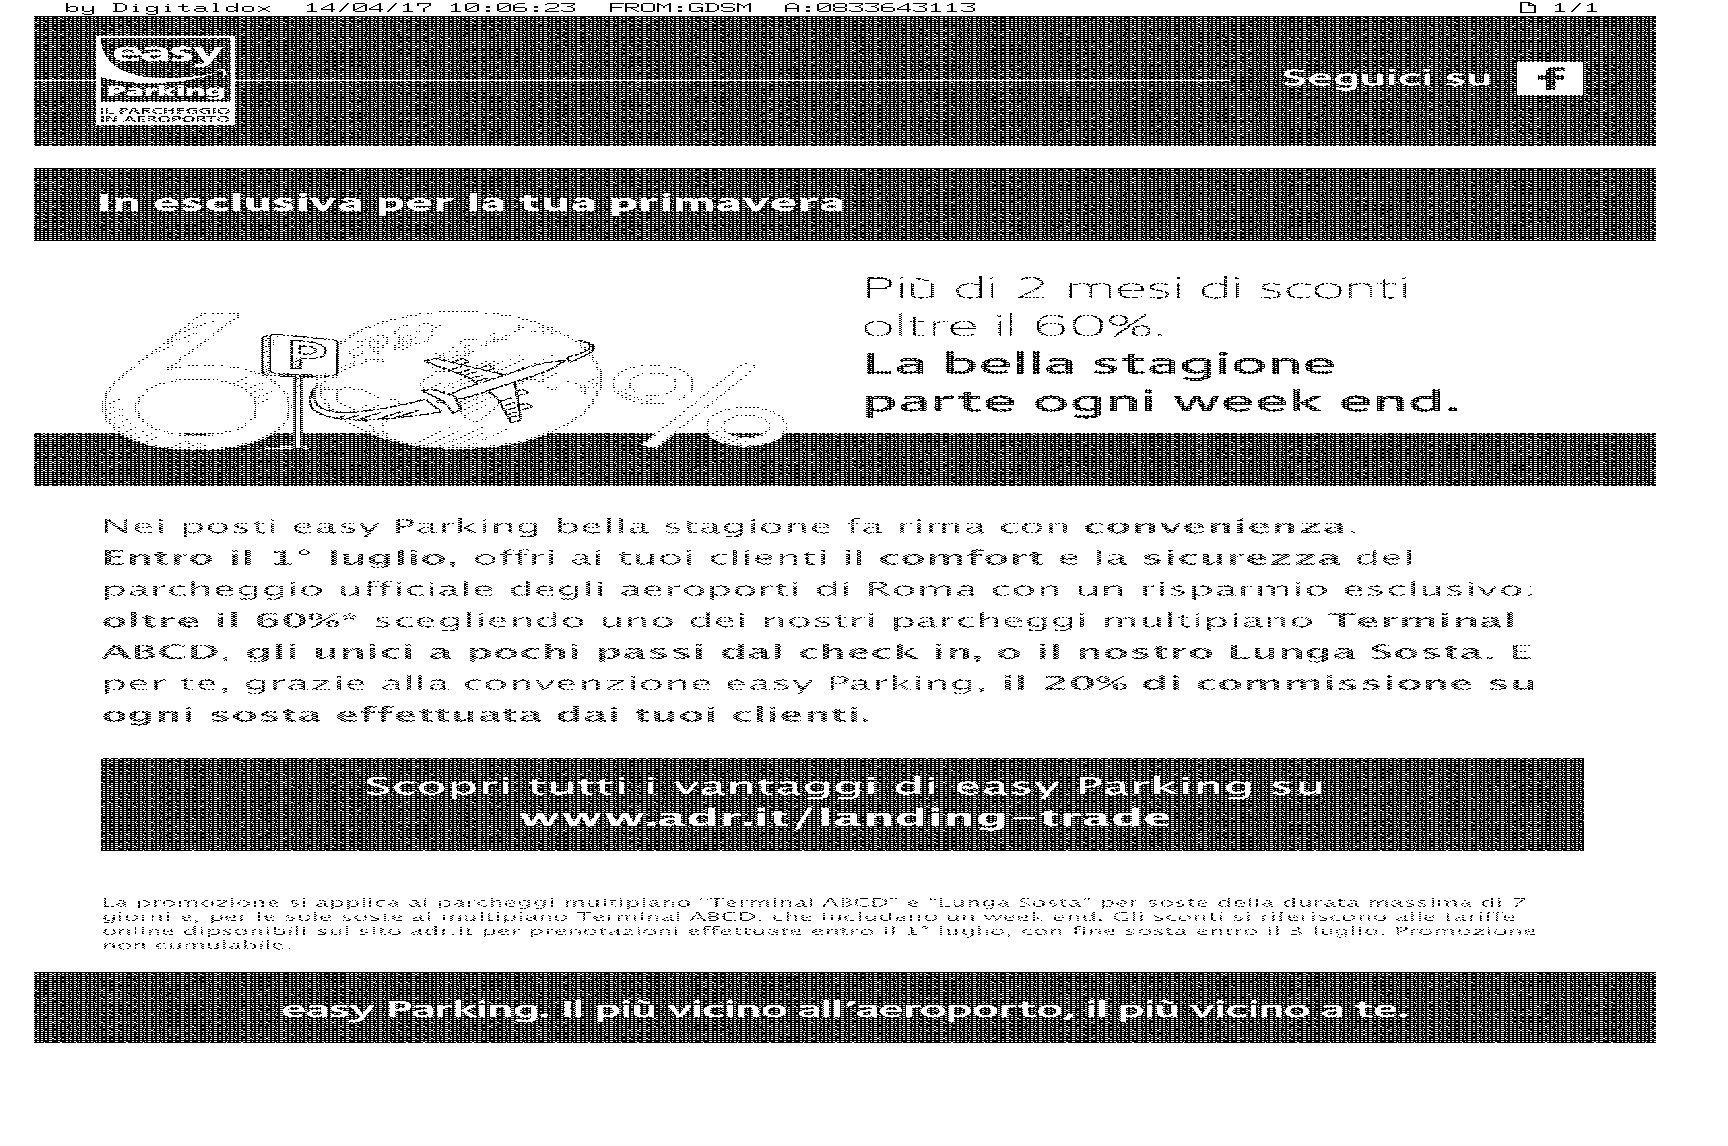 by Digitaldox 14/04/17 10:06:23 FROM:GDSM A:0833643113 1/1
easy
Parking
IL PARCHEGGIO
IN AEROPORTO
Seguici su f
In esclusiva per la tua primavera
Più di 2 mesi di sconti
oltre il 60%.
La bella stagione
parte ogni week end.
60%
P
Nei posti easy Parking bella stagione fa rima con convenienza.
Entro il 1° luglio, offri ai tuoi clienti il comfort e la sicurezza del
parcheggio ufficiale degli aeroporti di Roma con un risparmio esclusivo:
oltre il 60%* scegliendo uno dei nostri parcheggi multipiano Terminal
ABCD, gli unici a pochi passi dal check in, o il nostro Lunga Sosta. E
per te, grazie alla convenzione easy Parking, il 20% di commissione su
ogni sosta effettuata dai tuoi clienti.
Scopri tutti i vantaggi di easy Parking su
www.adr.it/landing-trade
La promozione si applica ai parcheggi multipiano "Terminal ABCD" e "Lunga Sosta" per soste della durata massima di 7
giorni e, per le sole soste al multipiano Terminal ABCD, che includano un week end. Gli sconti si riferiscono alle tariffe
online dipsonibili sul sito adr.it per prenotazioni effettuate entro il 1° luglio, con fine sosta entro il 3 luglio. Promozione
non cumulabile.
easy Parking. Il più vicino all'aeroporto, il più vicino a te.